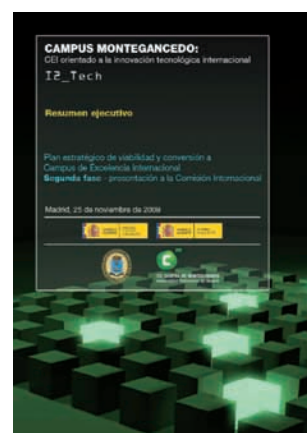 CAMPUS MONTEGANCEDO:
CEI orientado a la innovación tecnológica internacional
I2_Tech
Resumen ejecutivo
Plan estratégico de viabilidad y conversión a
Campus de Excelencia Internacional
Segunda fase - presentación a la Comisión Internacional
Madrid, 25 de noviembre de 2009